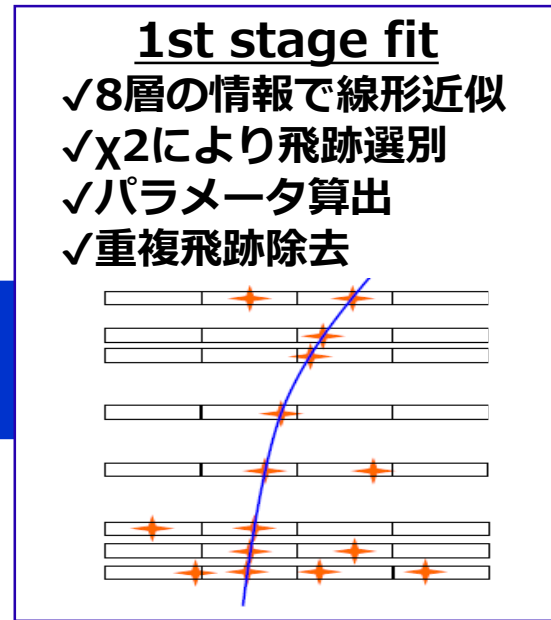 1st stage fit
✓8層の情報で線形近似
✓χ2により飛跡選別
✓パラメータ算出
✓重複飛跡除去